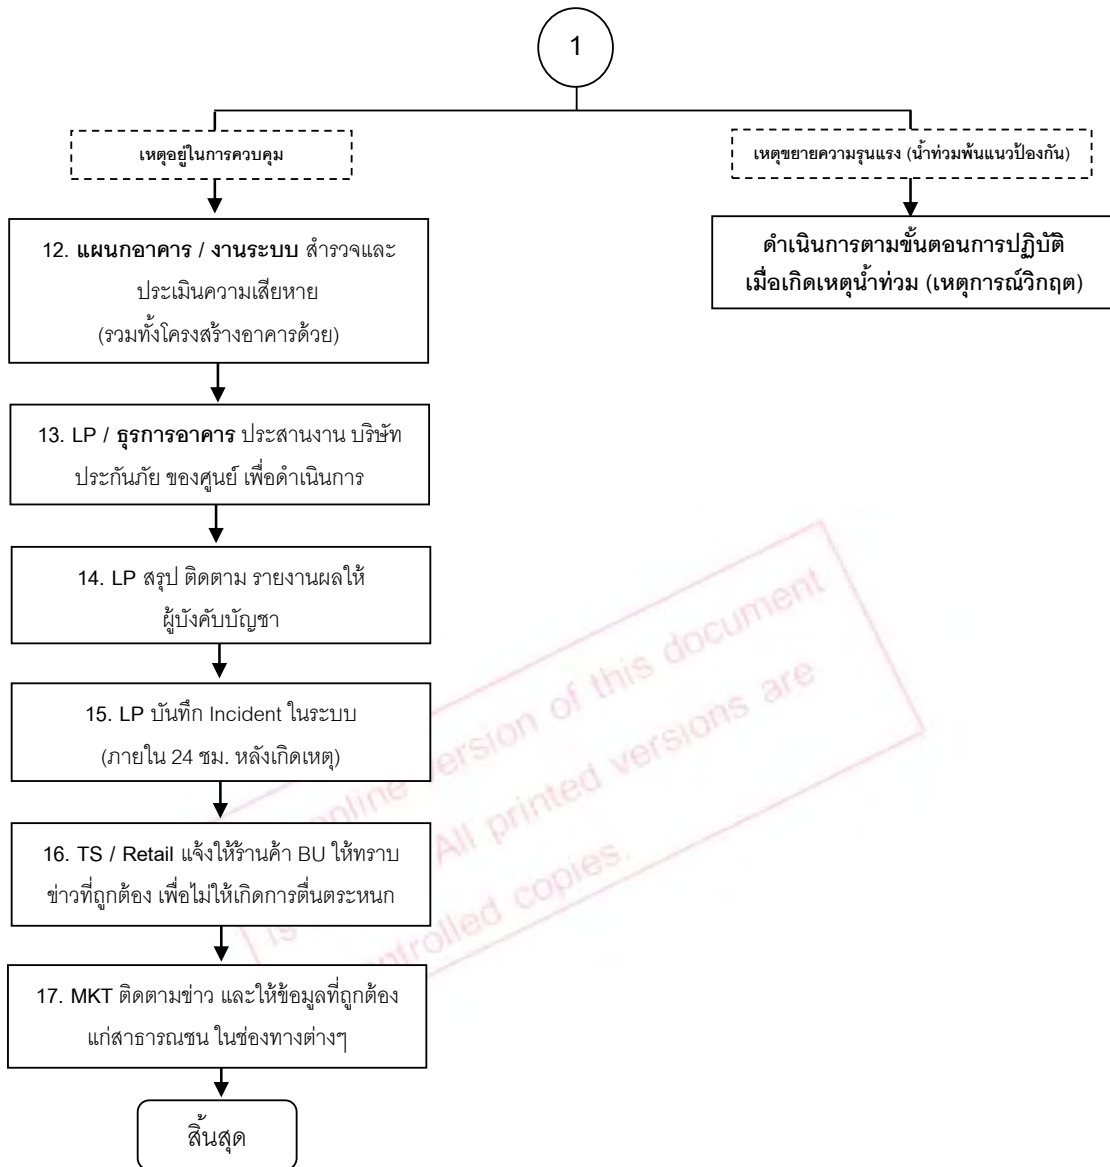 1
เหตุอยู่ในการควบคุม
เหตุขยายความรุนแรง (น้ำท่วมพ้นแนวป้องกัน)
12. แผนกอาคาร / งานระบบ สำรวจและ
ประเมินความเสียหาย
(รวมทั้งโครงสร้างอาคารด้วย)
ดำเนินการตามขั้นตอนการปฏิบัติ
เมื่อเกิดเหตุน้ำท่วม (เหตุการณ์วิกฤต)
13. LP / ธุรการอาคาร ประสานงาน บริษัท
ประกันภัย ของศูนย์ เพื่อดำเนินการ
14. LP สรุป ติดตาม รายงานผลให้
ผู้บังคับบัญชา
15. LP บันทึก Incident ในระบบ
(ภายใน 24 ชม. หลังเกิดเหตุ)
16. TS / Retail แจ้งให้ร้านค้า BU ให้ทราบ
ข่าวที่ถูกต้อง เพื่อไม่ให้เกิดการตื่นตระหนก
17. MKT ติดตามข่าว และให้ข้อมูลที่ถูกต้อง
แก่สาธารณชน ในช่องทางต่างๆ
สิ้นสุด
online version of this document
is All printed versions are
copies.